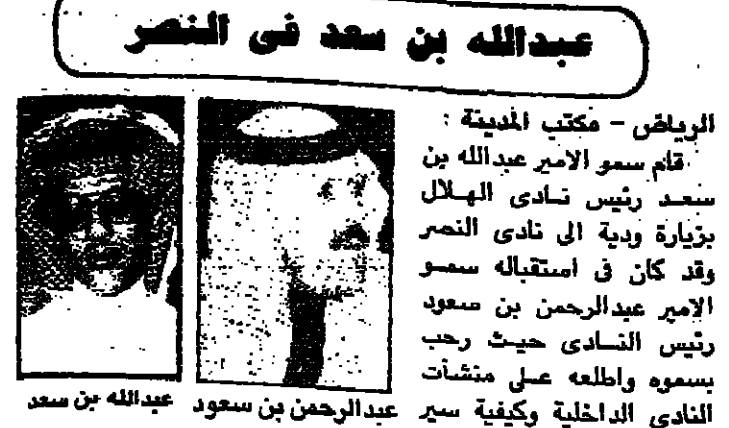 عبدالله بن سعد فى النصر
الرياض - مكتب المدينة :
قام سمو الامير عبدالله بن
سعد رئيس نادى الهلال
بزيارة ودية الى نادى النصر
وقد كان فى استقباله سمو
الامير عبدالرحمن بن سعود
رئيس النادى حيث رحب
بسموه واطلعه على منشآت
النادى الداخلية وكيفية سير
عبدالرحمن بن سعود
عبدالله بن سعد